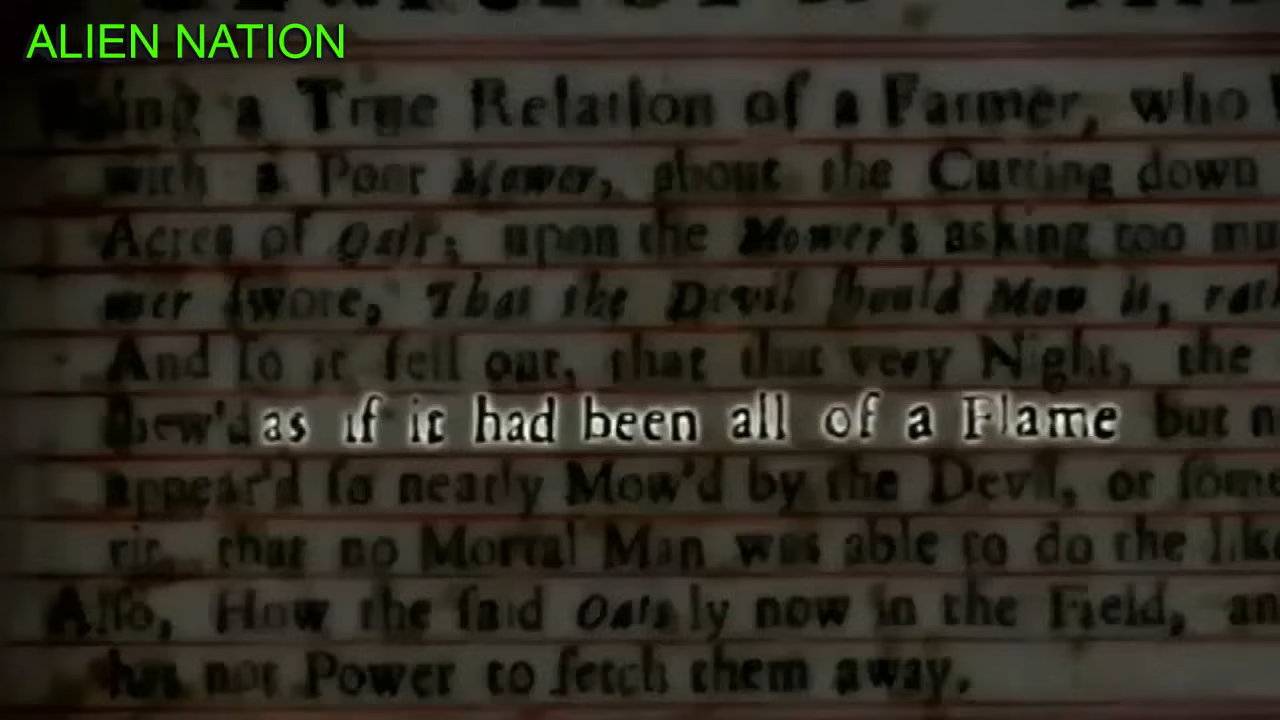 ALIEN NATION
Being a True Relation of a Farmer, who
with a Poor Mower, about the Cutting down
Acres of Oats; upon the Mower's asking too mu
mer ſwore, That the Devil ſhould Mow it, rat
And ſo it fell out, that that very Night, the
ſhew'd as if it had been all of a Flame but
appear'd ſo neatly Mow'd by the Devil, or ſome
rit, that no Mortal Man was able to do the like
Alſo, How the ſaid Oats ly now in the Field, an
has not Power to fetch them away.